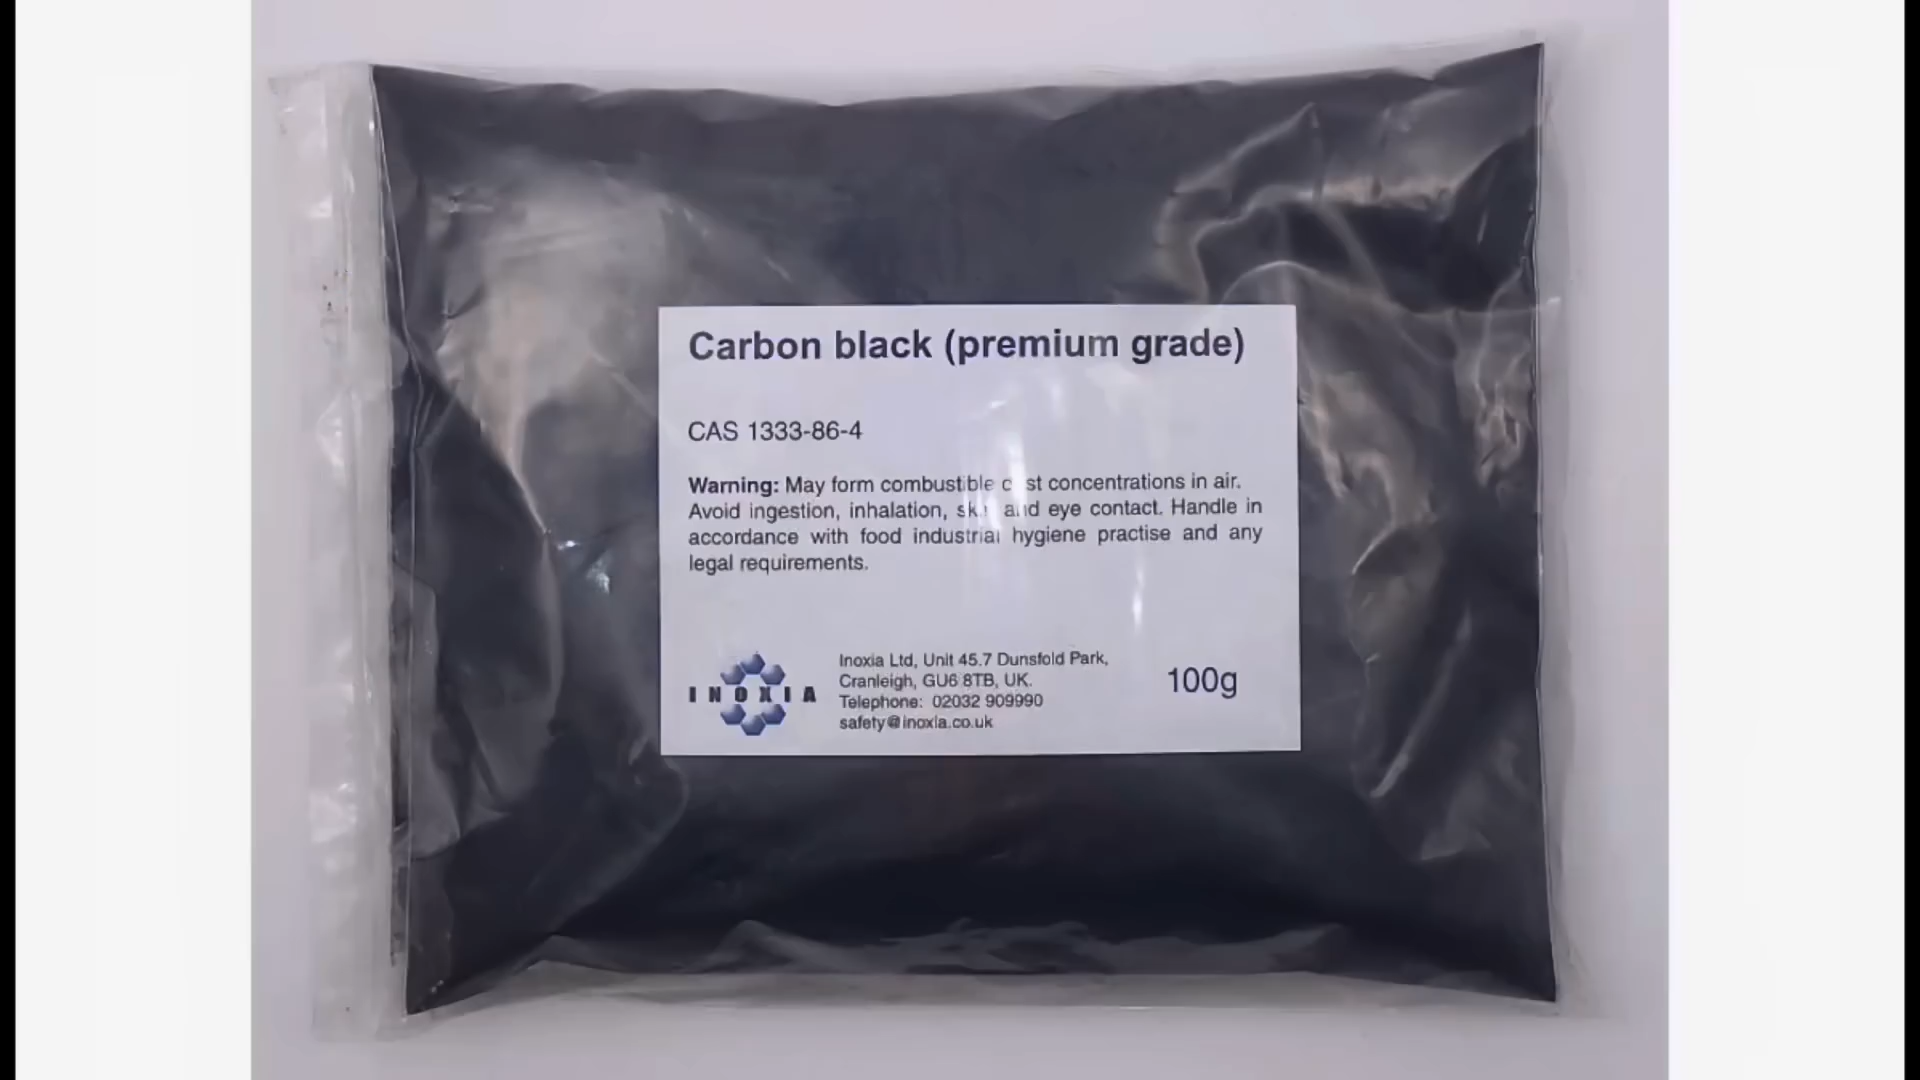 Carbon black (premium grade)
CAS 1333-86-4
Warning: May form combustible dust concentrations in air.
Avoid ingestion, inhalation, skin and eye contact. Handle in
accordance with food industrial hygiene practise and any
legal requirements.
INOXIA
Inoxia Ltd, Unit 45.7 Dunsfold Park,
Cranleigh, GU6 8TB, UK.
Telephone: 02032 909990
safety@inoxia.co.uk
100g